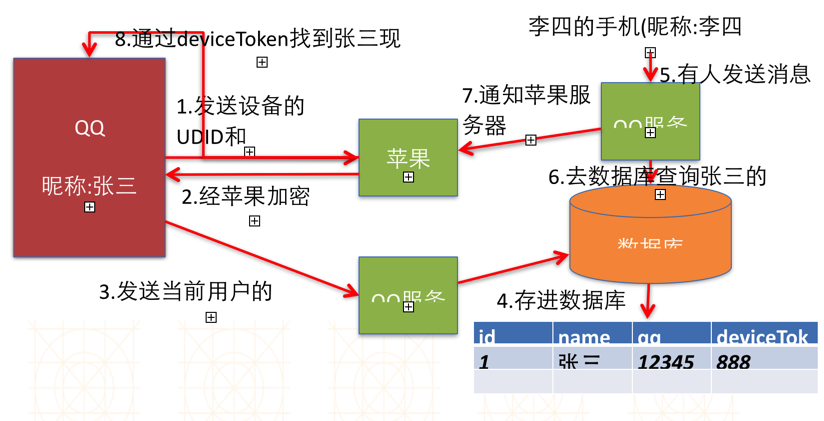 8.通过deviceToken找到张三现
李四的手机(昵称:李四
5.有人发送消息
7.通知苹果服
务器
QQ服务
1.发送设备的
UDID和
QQ
昵称:张三
苹果
2.经苹果加密
6.去数据库查询张三的
数据库
3.发送当前用户的
QQ服务
4.存进数据库
id name qq deviceTok
1 张三 12345 888